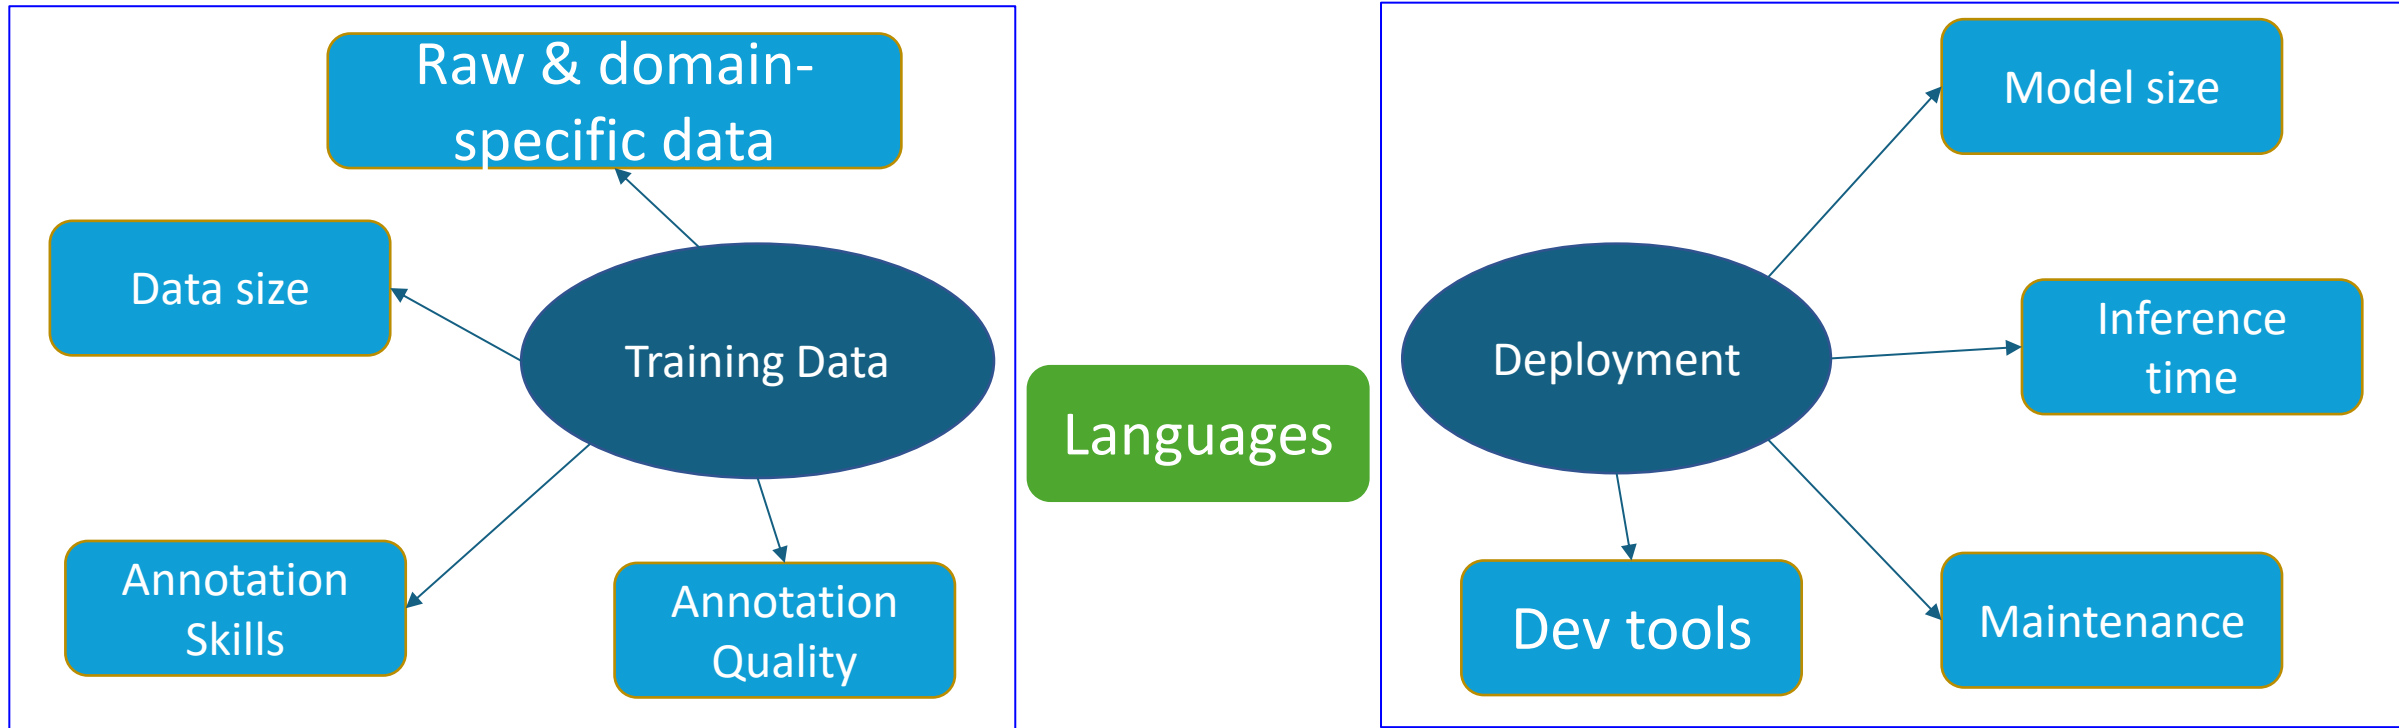 Raw & domain-
specific data
Data size
Training Data
Annotation
Skills
Annotation
Quality
Languages
Model size
Inference
time
Deployment
Dev tools
Maintenance